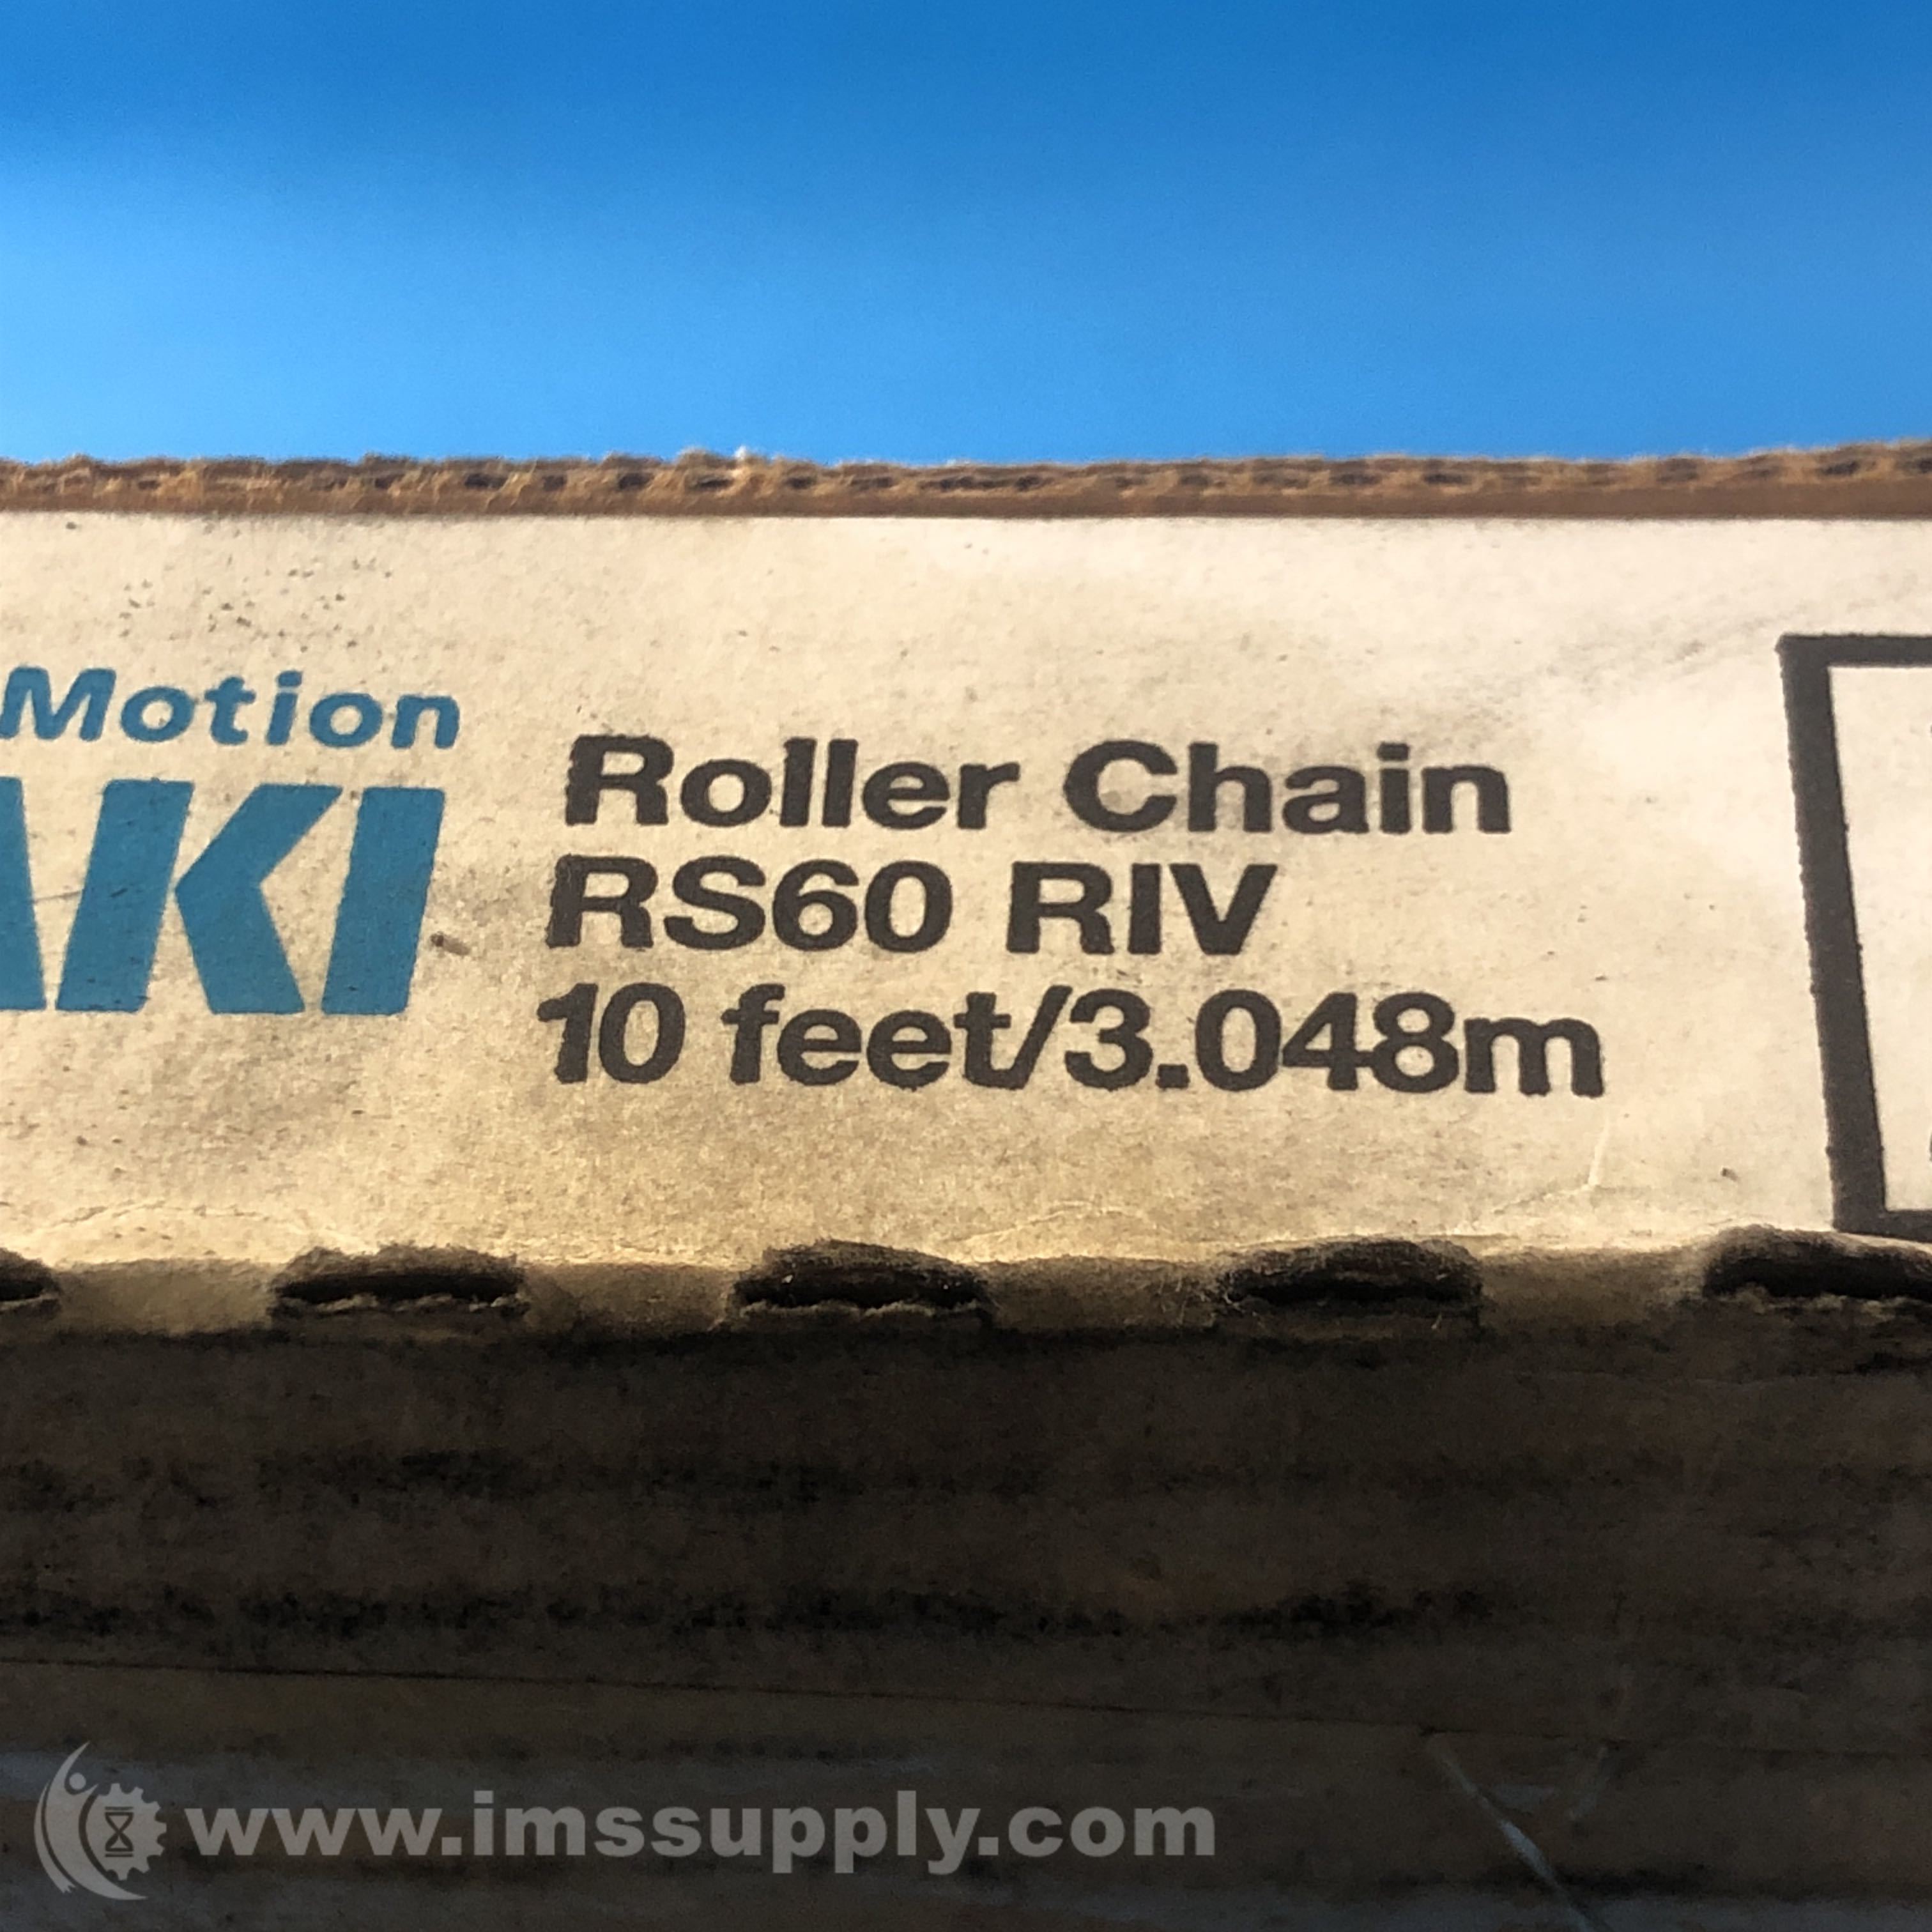 Motion
AKI
Roller Chain
RS60 RIV
10 feet/3.048m
www.imssupply.com